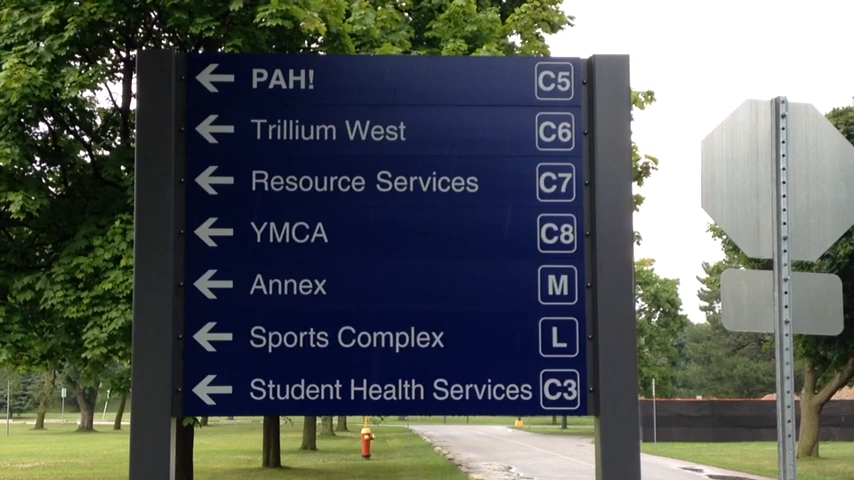 PAH! C5
Trillium West C6
Resource Services C7
YMCA C8
Annex M
Sports Complex L
Student Health Services C3